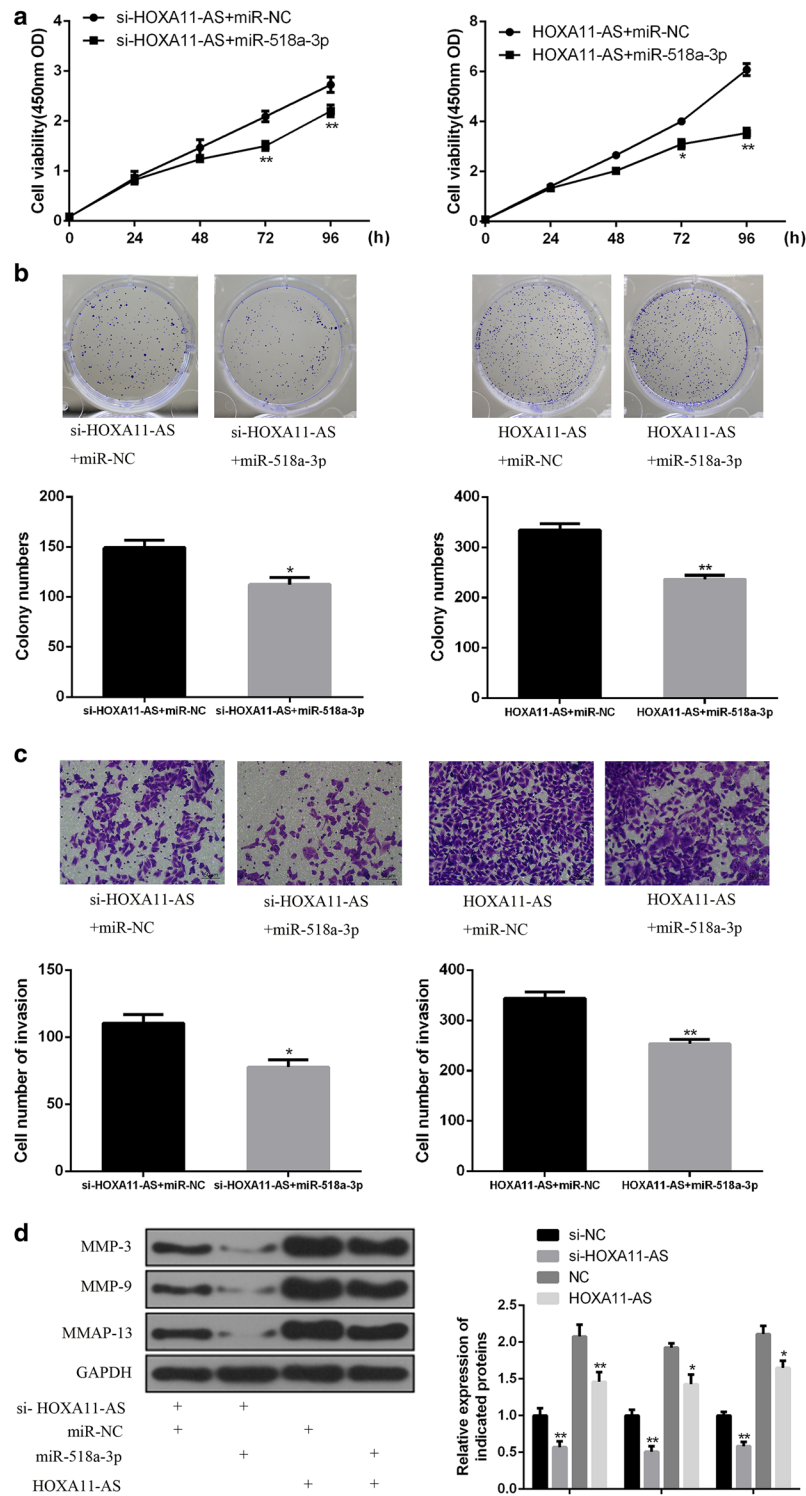 a
si-HOXA11-AS+miR-NC
si-HOXA11-AS+miR-518a-3p
Cell viability(450nm OD)
4
3
2
1
0
**
**
0 24 48 72 96 (h)
HOXA11-AS+miR-NC
HOXA11-AS+miR-518a-3p
Cell viability(450nm OD)
8
6
4
2
0
*
**
0 24 48 72 96 (h)
b
si-HOXA11-AS
+miR-NC
si-HOXA11-AS
+miR-518a-3p
HOXA11-AS
+miR-NC
HOXA11-AS
+miR-518a-3p
Colony numbers
200
150
100
50
0
*
si-HOXA11-AS+miR-NC si-HOXA11-AS+miR-518a-3p
Colony numbers
400
300
200
100
0
**
HOXA11-AS+miR-NC HOXA11-AS+miR-518a-3p
c
si-HOXA11-AS
+miR-NC
si-HOXA11-AS
+miR-518a-3p
HOXA11-AS
+miR-NC
HOXA11-AS
+miR-518a-3p
Cell number of invasion
150
100
50
0
*
si-HOXA11-AS+miR-NC si-HOXA11-AS+miR-518a-3p
Cell number of invasion
400
300
200
100
0
**
HOXA11-AS+miR-NC HOXA11-AS+miR-518a-3p
d
MMP-3
MMP-9
MMAP-13
GAPDH
si- HOXA11-AS + +
miR-NC + +
miR-518a-3p + +
HOXA11-AS + +
si-NC
si-HOXA11-AS
NC
HOXA11-AS
Relative expression of
indicated proteins
2.5
2.0
1.5
1.0
0.5
0.0
** ** ** * ** *